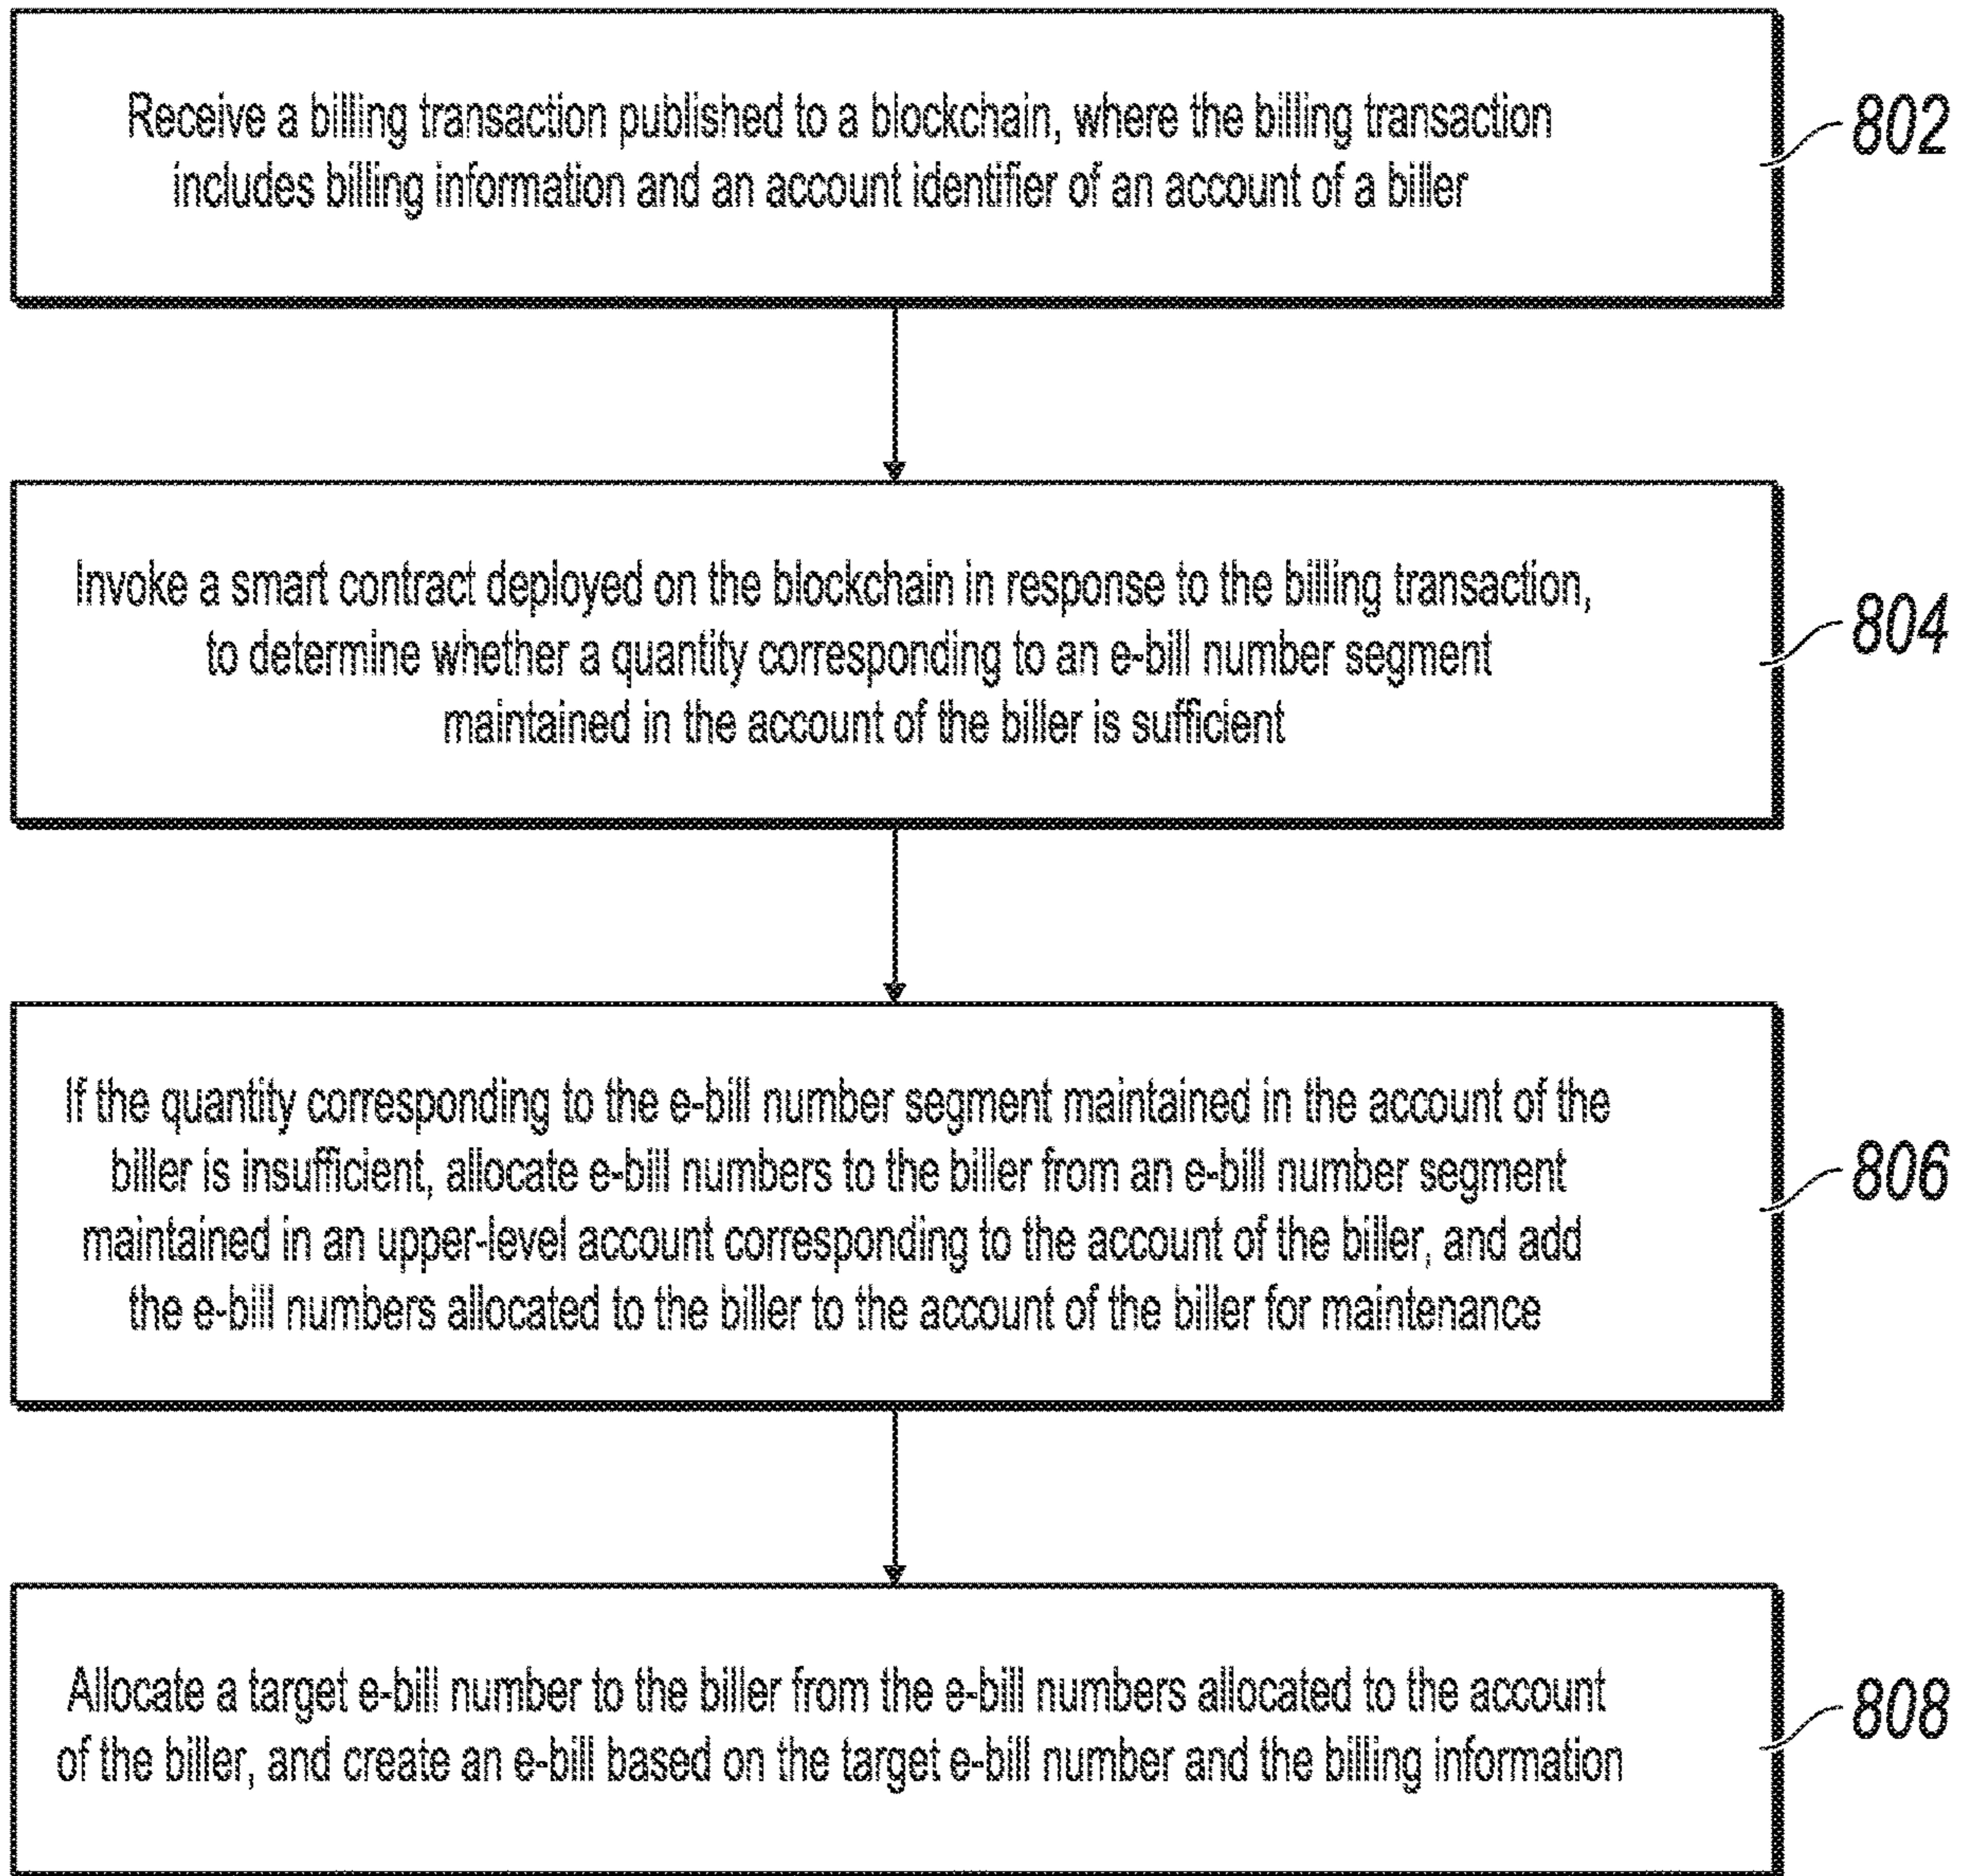 Receive a billing transaction published to a blockchain, where the billing transaction
includes billing information and an account identifier of an account of a biller
802
Invoke a smart contract deployed on the blockchain in response to the billing transaction,
to determine whether a quantity corresponding to an e-bill number segment
maintained in the account of the biller is sufficient
804
If the quantity corresponding to the e-bill number segment maintained in the account of the
biller is insufficient, allocate e-bill numbers to the biller from an e-bill number segment
maintained in an upper-level account corresponding to the account of the biller, and add
the e-bill numbers allocated to the biller to the account of the biller for maintenance
806
Allocate a target e-bill number to the biller from the e-bill numbers allocated to the account
of the biller, and create an e-bill based on the target e-bill number and the billing information
808